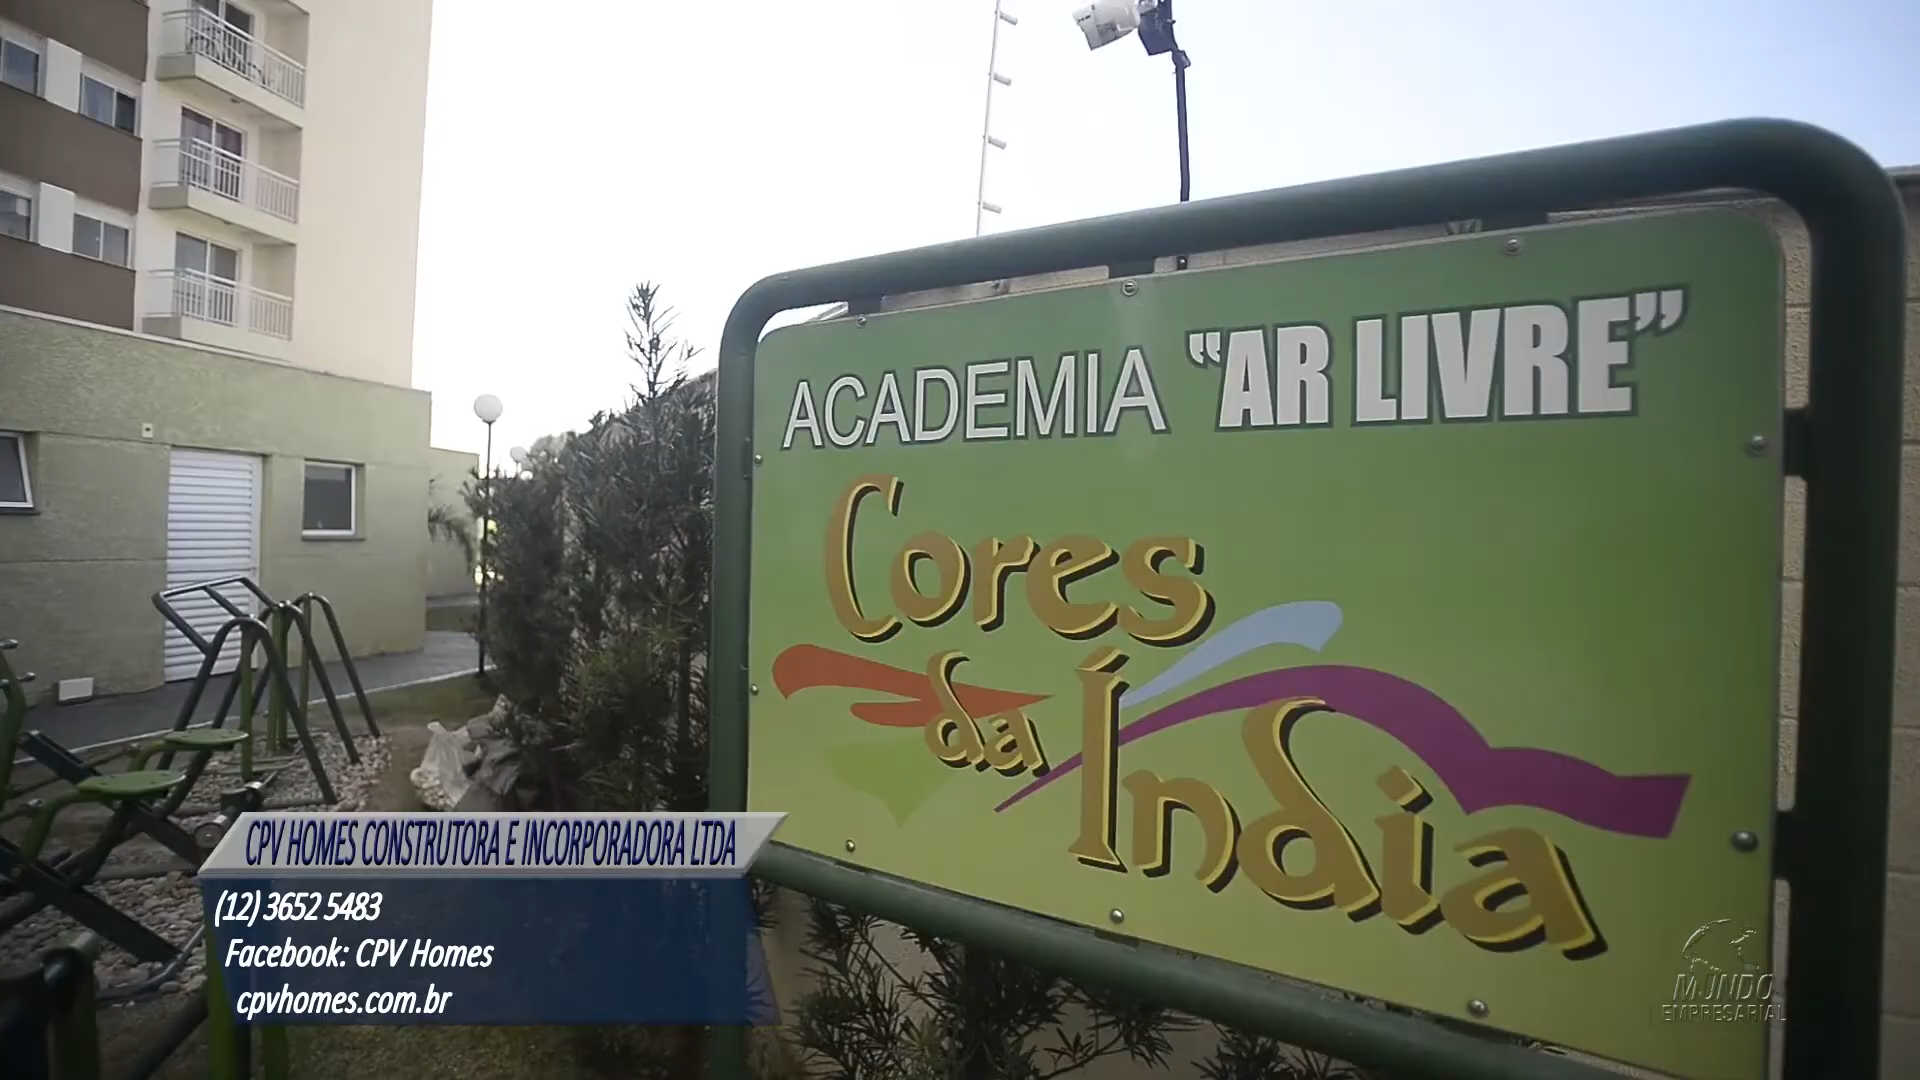 ACADEMIA "AR LIVRE"
Cores
da
Índia
CPV HOMES CONSTRUTORA E INCORPORADORA LTDA
(12) 3652 5483
Facebook: CPV Homes
cpvhomes.com.br
MUNDO
EMPRESARIAL